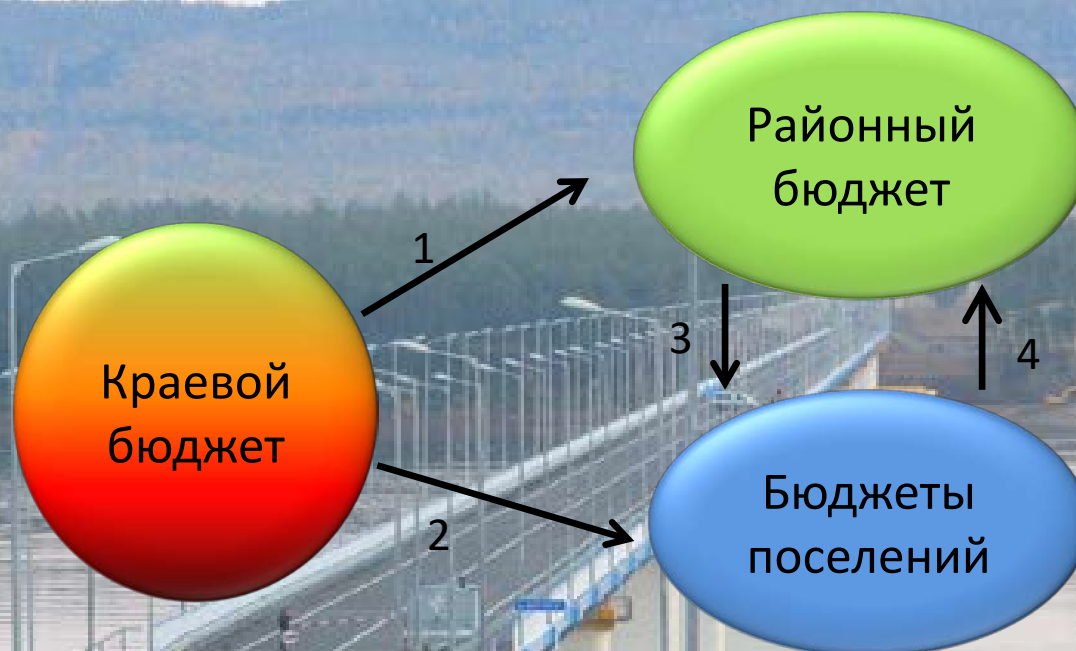 Районный
бюджет
1
Краевой
бюджет
3
4
2
Бюджеты
поселений